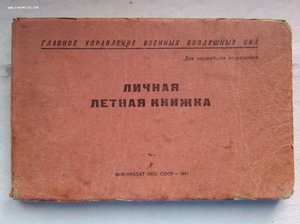 ГЛАВНОЕ УПРАВЛЕНИЕ ВОЕННЫХ ВОЗДУШНЫХ СИЛ
Для служебного пользования
ЛИЧНАЯ
ЛЕТНАЯ КНИЖКА
ВОЕНИЗДАТ НКО СССР — 1941